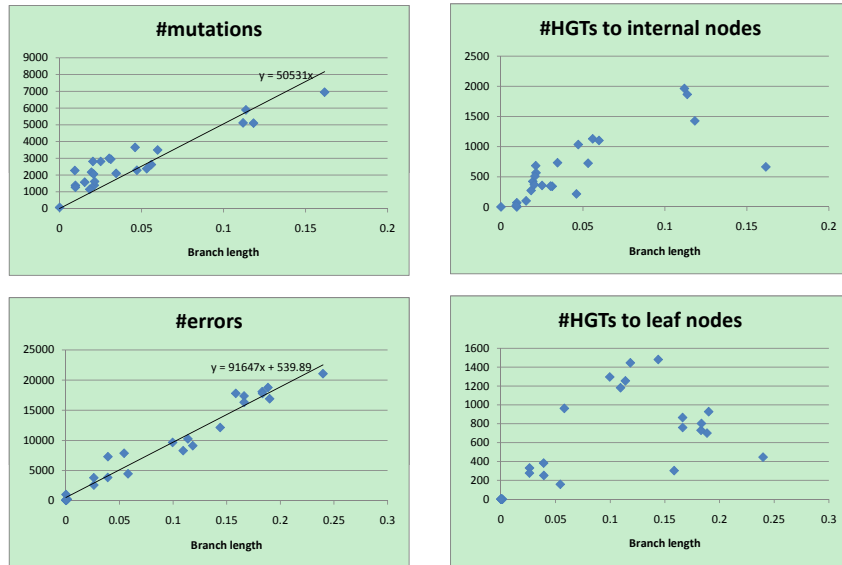 #mutations
9000
8000
7000
6000
5000
4000
3000
2000
1000
0
y = 50531x
0 0.05 0.1 0.15 0.2
Branch length
#HGTs to internal nodes
2500
2000
1500
1000
500
0
0 0.05 0.1 0.15 0.2
Branch length
#errors
25000
20000
15000
10000
5000
0
y = 91647x + 539.89
0 0.05 0.1 0.15 0.2 0.25 0.3
Branch length
#HGTs to leaf nodes
1600
1400
1200
1000
800
600
400
200
0
0 0.05 0.1 0.15 0.2 0.25 0.3
Branch length